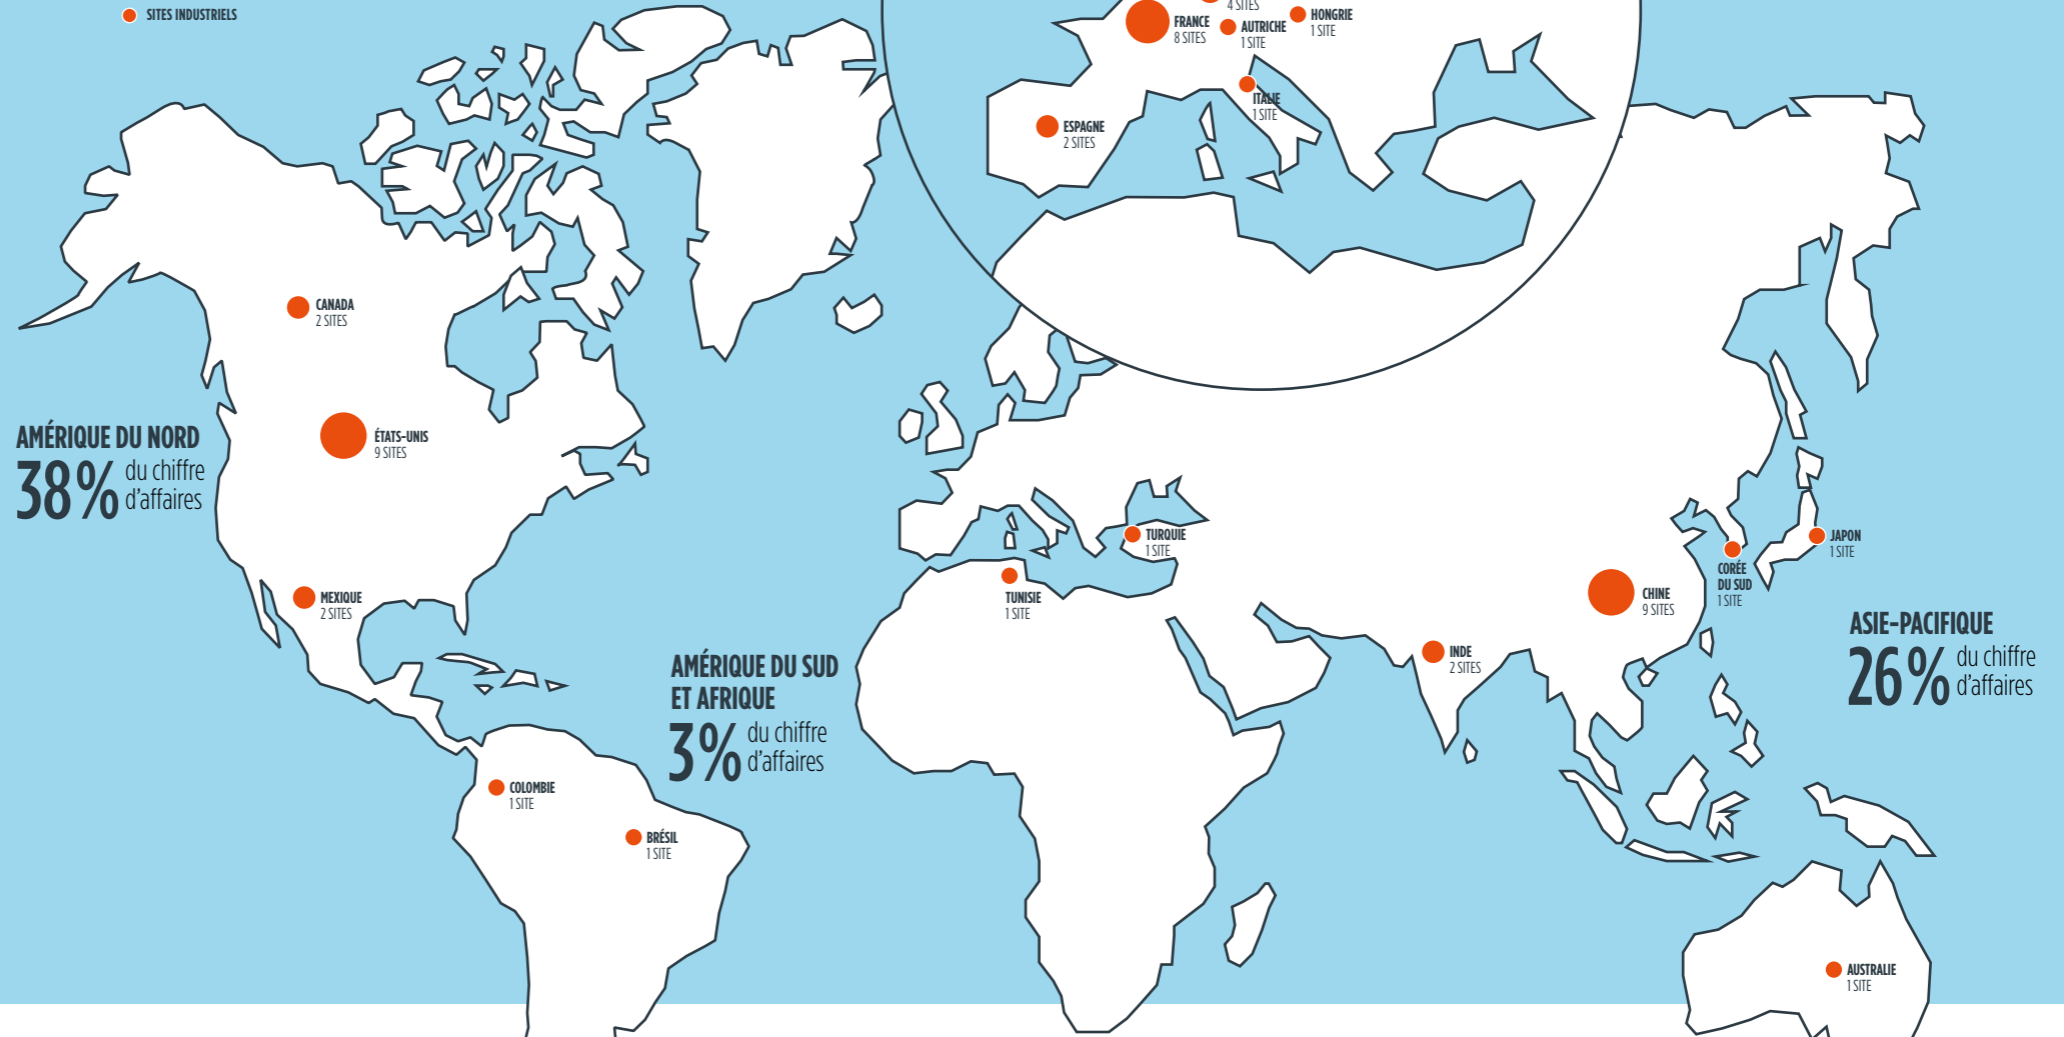 SITES INDUSTRIELS
4 SITES
FRANCE
8 SITES
AUTRICHE
1 SITE
HONGRIE
1 SITE
ITALIE
1 SITE
ESPAGNE
2 SITES
CANADA
2 SITES
AMÉRIQUE DU NORD
38% du chiffre
d'affaires
ÉTATS-UNIS
9 SITES
MEXIQUE
2 SITES
TURQUIE
1 SITE
TUNISIE
1 SITE
JAPON
1 SITE
CORÉE
DU SUD
1 SITE
CHINE
9 SITES
INDE
2 SITES
ASIE-PACIFIQUE
26% du chiffre
d'affaires
AMÉRIQUE DU SUD
ET AFRIQUE
3% du chiffre
d'affaires
COLOMBIE
1 SITE
BRÉSIL
1 SITE
AUSTRALIE
1 SITE